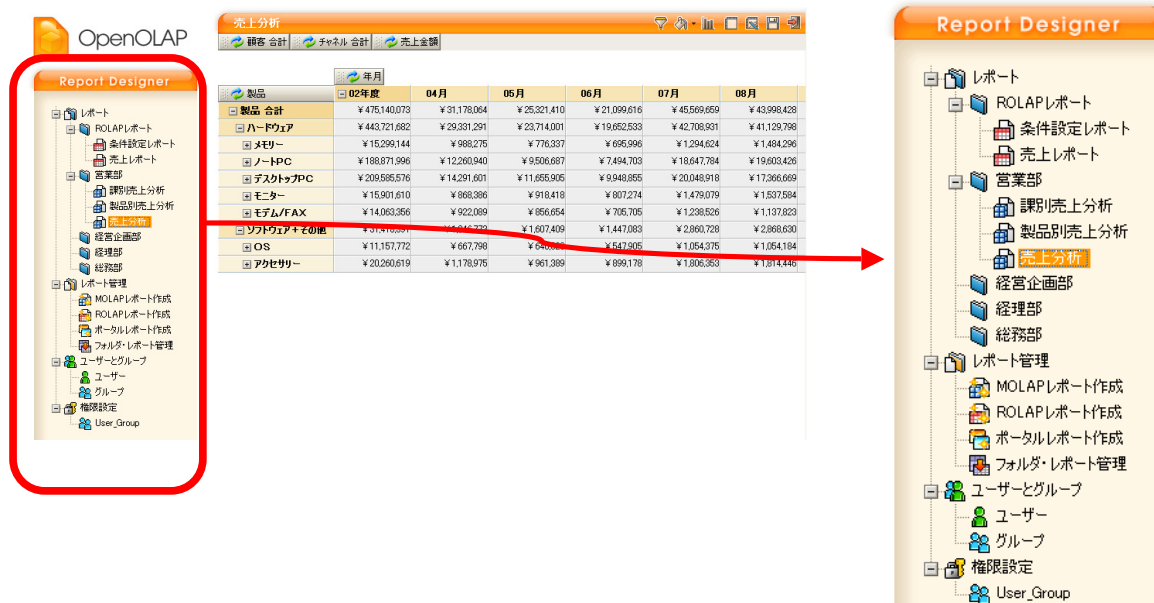 OpenOLAP
Report Designer
レポート
ROLAPレポート
条件設定レポート
売上レポート
営業部
課別売上分析
製品別売上分析
売上分析
経営企画部
経理部
総務部
レポート管理
MOLAPレポート作成
ROLAPレポート作成
ポータルレポート作成
フォルダ・レポート管理
ユーザーとグループ
ユーザー
グループ
権限設定
User_Group
売上分析
顧客 合計 チャネル 合計 売上金額
年月
製品 02年度 04月 05月 06月 07月 08月
製品 合計 ¥475,140,073 ¥31,178,064 ¥25,321,410 ¥21,099,616 ¥45,569,659 ¥43,998,428
ハードウェア ¥443,721,682 ¥29,331,291 ¥23,714,001 ¥19,652,533 ¥42,708,931 ¥41,129,798
メモリー ¥15,299,144 ¥988,275 ¥776,337 ¥695,996 ¥1,294,624 ¥1,484,296
ノートPC ¥188,871,996 ¥12,260,940 ¥9,506,687 ¥7,494,703 ¥18,647,784 ¥19,603,426
デスクトップPC ¥209,585,576 ¥14,291,601 ¥11,655,905 ¥9,948,855 ¥20,048,918 ¥17,366,669
モニター ¥15,901,610 ¥868,386 ¥918,418 ¥807,274 ¥1,479,079 ¥1,537,584
モデム/FAX ¥14,063,356 ¥922,089 ¥856,654 ¥705,705 ¥1,238,526 ¥1,137,823
ソフトウェア+その他 ¥1,607,409 ¥1,447,083 ¥2,860,728 ¥2,868,630
OS ¥11,157,772 ¥667,798 ¥547,905 ¥1,054,375 ¥1,054,184
アクセサリー ¥20,260,619 ¥1,178,975 ¥961,389 ¥899,178 ¥1,806,353 ¥1,814,446
Report Designer
レポート
ROLAPレポート
条件設定レポート
売上レポート
営業部
課別売上分析
製品別売上分析
売上分析
経営企画部
経理部
総務部
レポート管理
MOLAPレポート作成
ROLAPレポート作成
ポータルレポート作成
フォルダ・レポート管理
ユーザーとグループ
ユーザー
グループ
権限設定
User_Group